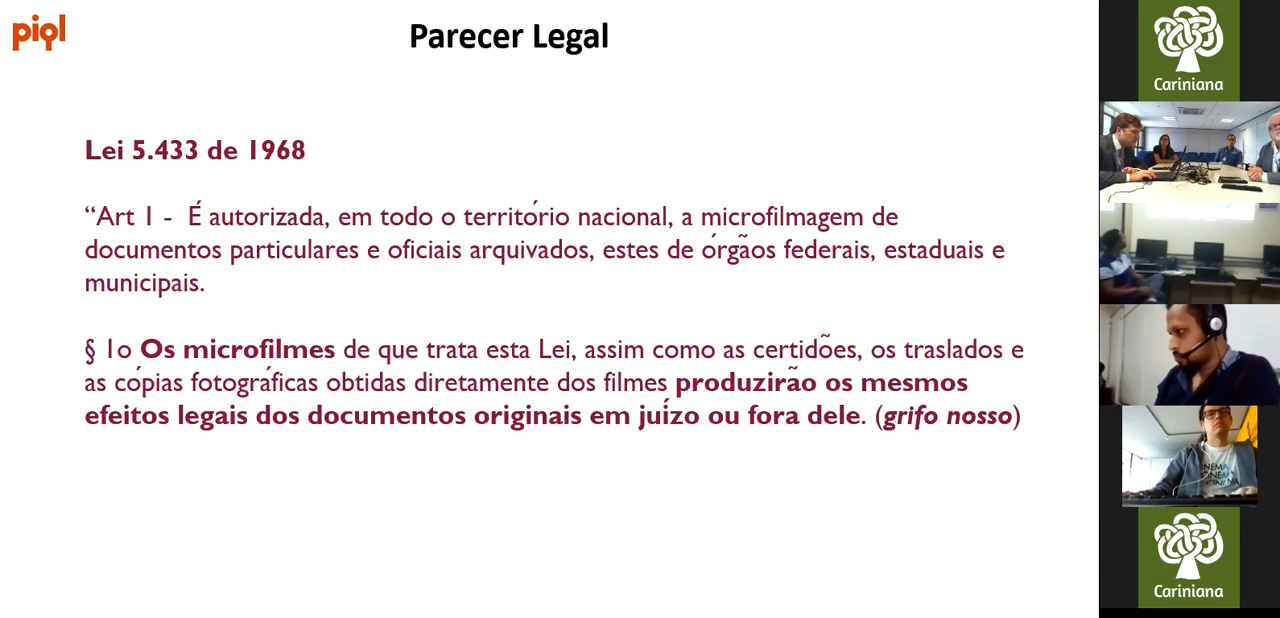 piql
Parecer Legal
Lei 5.433 de 1968
“Art 1 - É autorizada, em todo o território nacional, a microfilmagem de
documentos particulares e oficiais arquivados, estes de órgãos federais, estaduais e
municipais.
§ 1o Os microfilmes de que trata esta Lei, assim como as certidões, os traslados e
as cópias fotográficas obtidas diretamente dos filmes produzirão os mesmos
efeitos legais dos documentos originais em juízo ou fora dele. (grifo nosso)
Cariniana
CINEMA
Cariniana